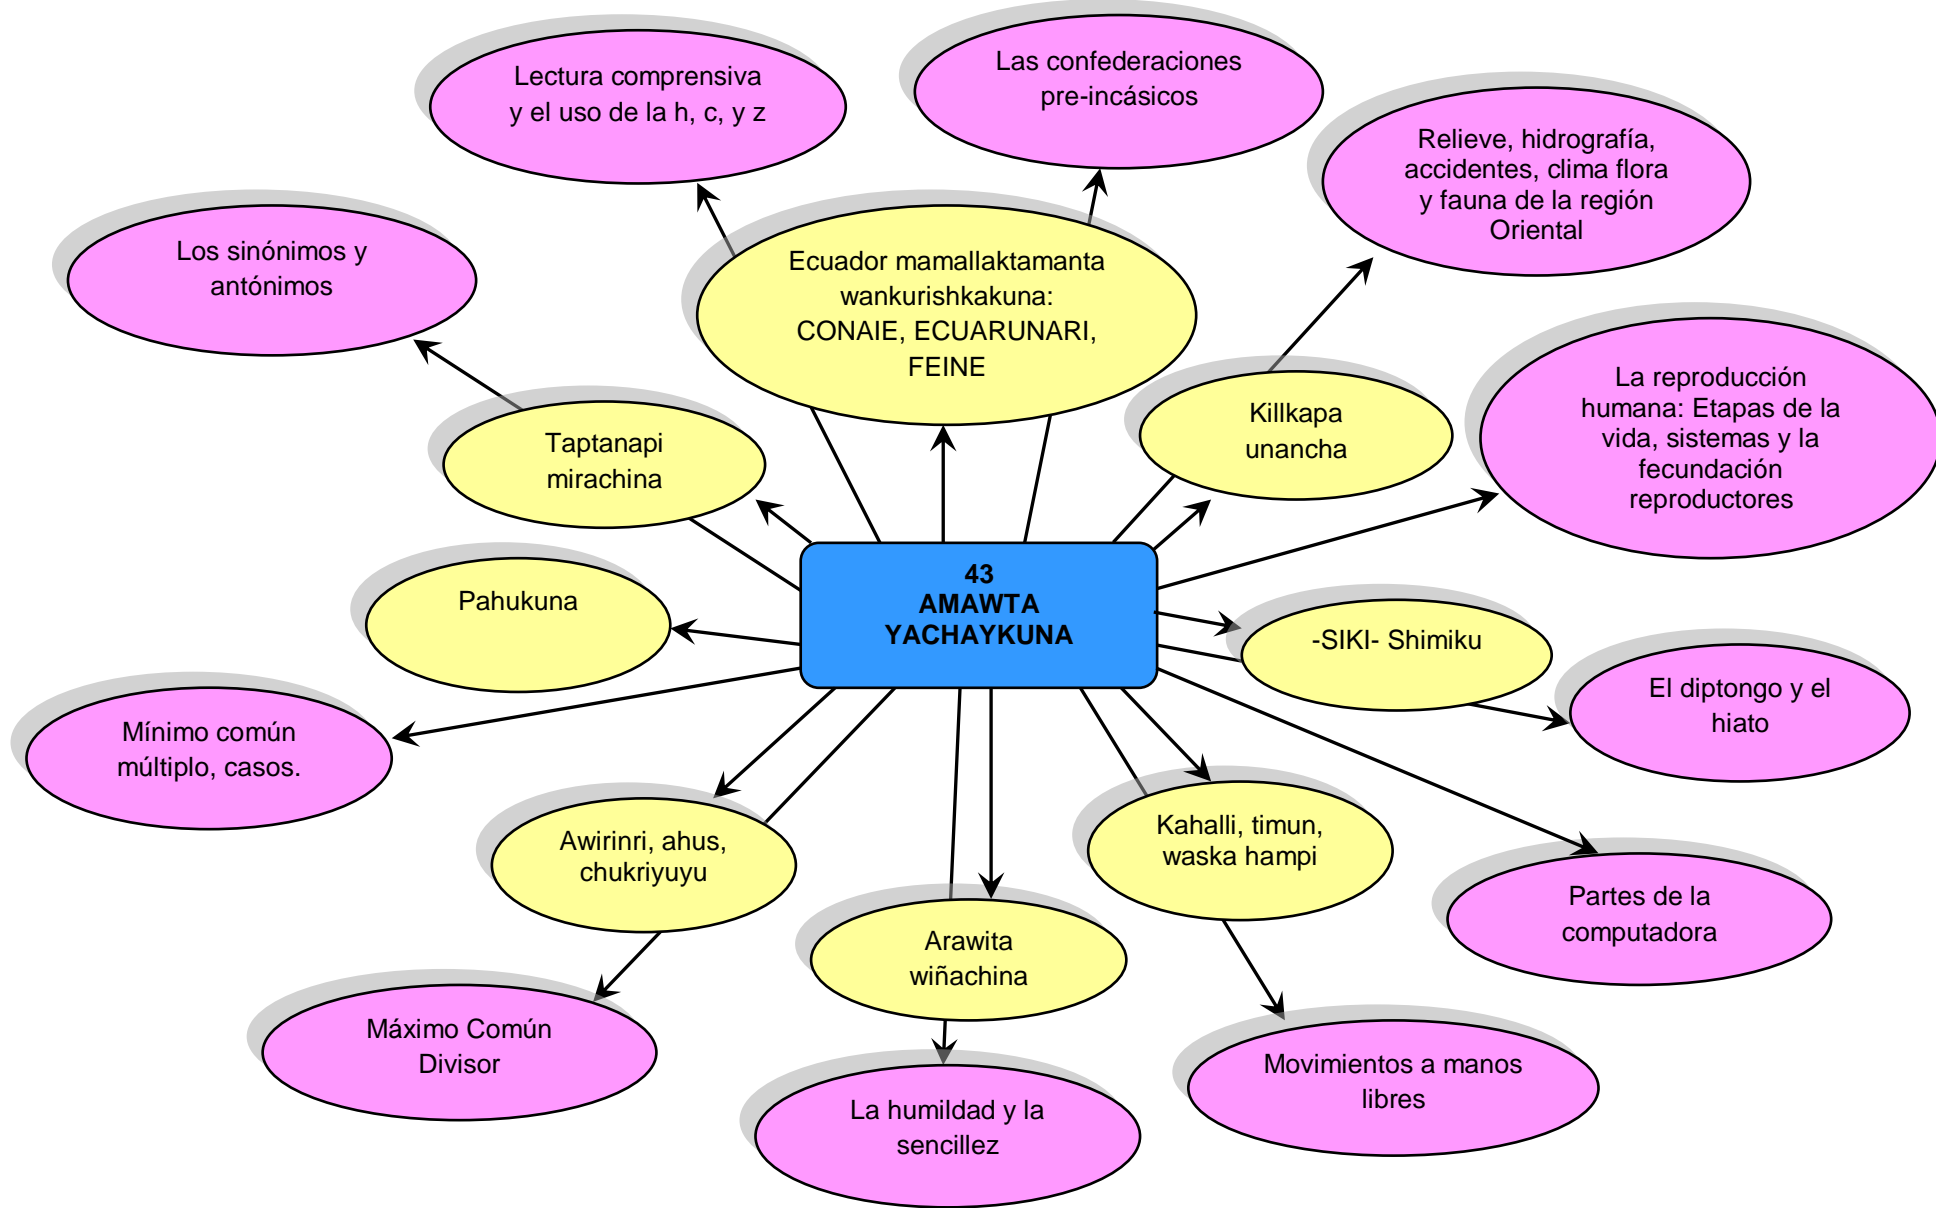 Lectura comprensiva
y el uso de la h, c, y z
Las confederaciones
pre-incásicos
Relieve, hidrografía,
accidentes, clima flora
y fauna de la región
Oriental
Los sinónimos y
antónimos
Ecuador mamallaktamanta
wankurishkakuna:
CONAIE, ECUARUNARI,
FEINE
La reproducción
humana: Etapas de la
vida, sistemas y la
fecundación
reproductores
Killkapa
unancha
Taptanapi
mirachina
43
AMAWTA
YACHAYKUNA
Pahukuna
-SIKI- Shimiku
El diptongo y el
hiato
Mínimo común
múltiplo, casos.
Awirinri, ahus,
chukriyuyu
Kahalli, timun,
waska hampi
Partes de la
computadora
Arawita
wiñachina
Máximo Común
Divisor
Movimientos a manos
libres
La humildad y la
sencillez